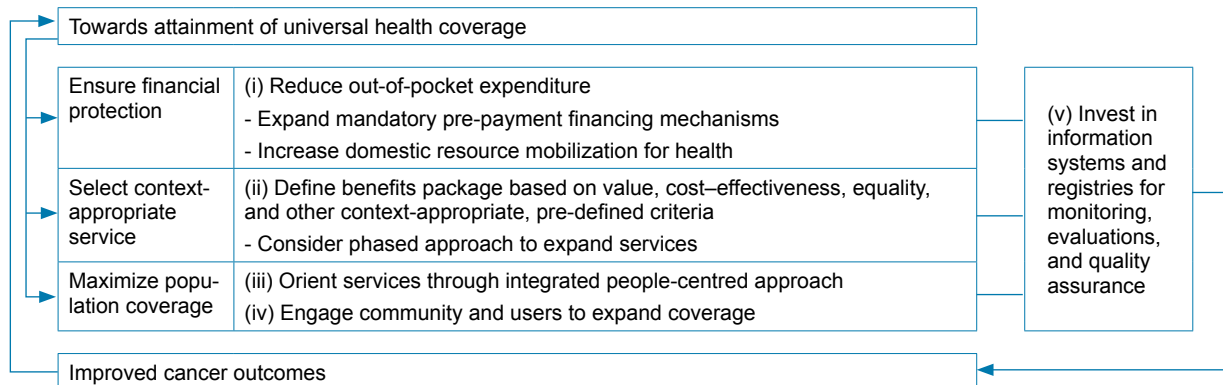 Towards attainment of universal health coverage
Ensure financial
protection
(i) Reduce out-of-pocket expenditure
- Expand mandatory pre-payment financing mechanisms
- Increase domestic resource mobilization for health
Select context-
appropriate
service
(ii) Define benefits package based on value, cost–effectiveness, equality,
and other context-appropriate, pre-defined criteria
- Consider phased approach to expand services
Maximize popu-
lation coverage
(iii) Orient services through integrated people-centred approach
(iv) Engage community and users to expand coverage
(v) Invest in
information
systems and
registries for
monitoring,
evaluations,
and quality
assurance
Improved cancer outcomes